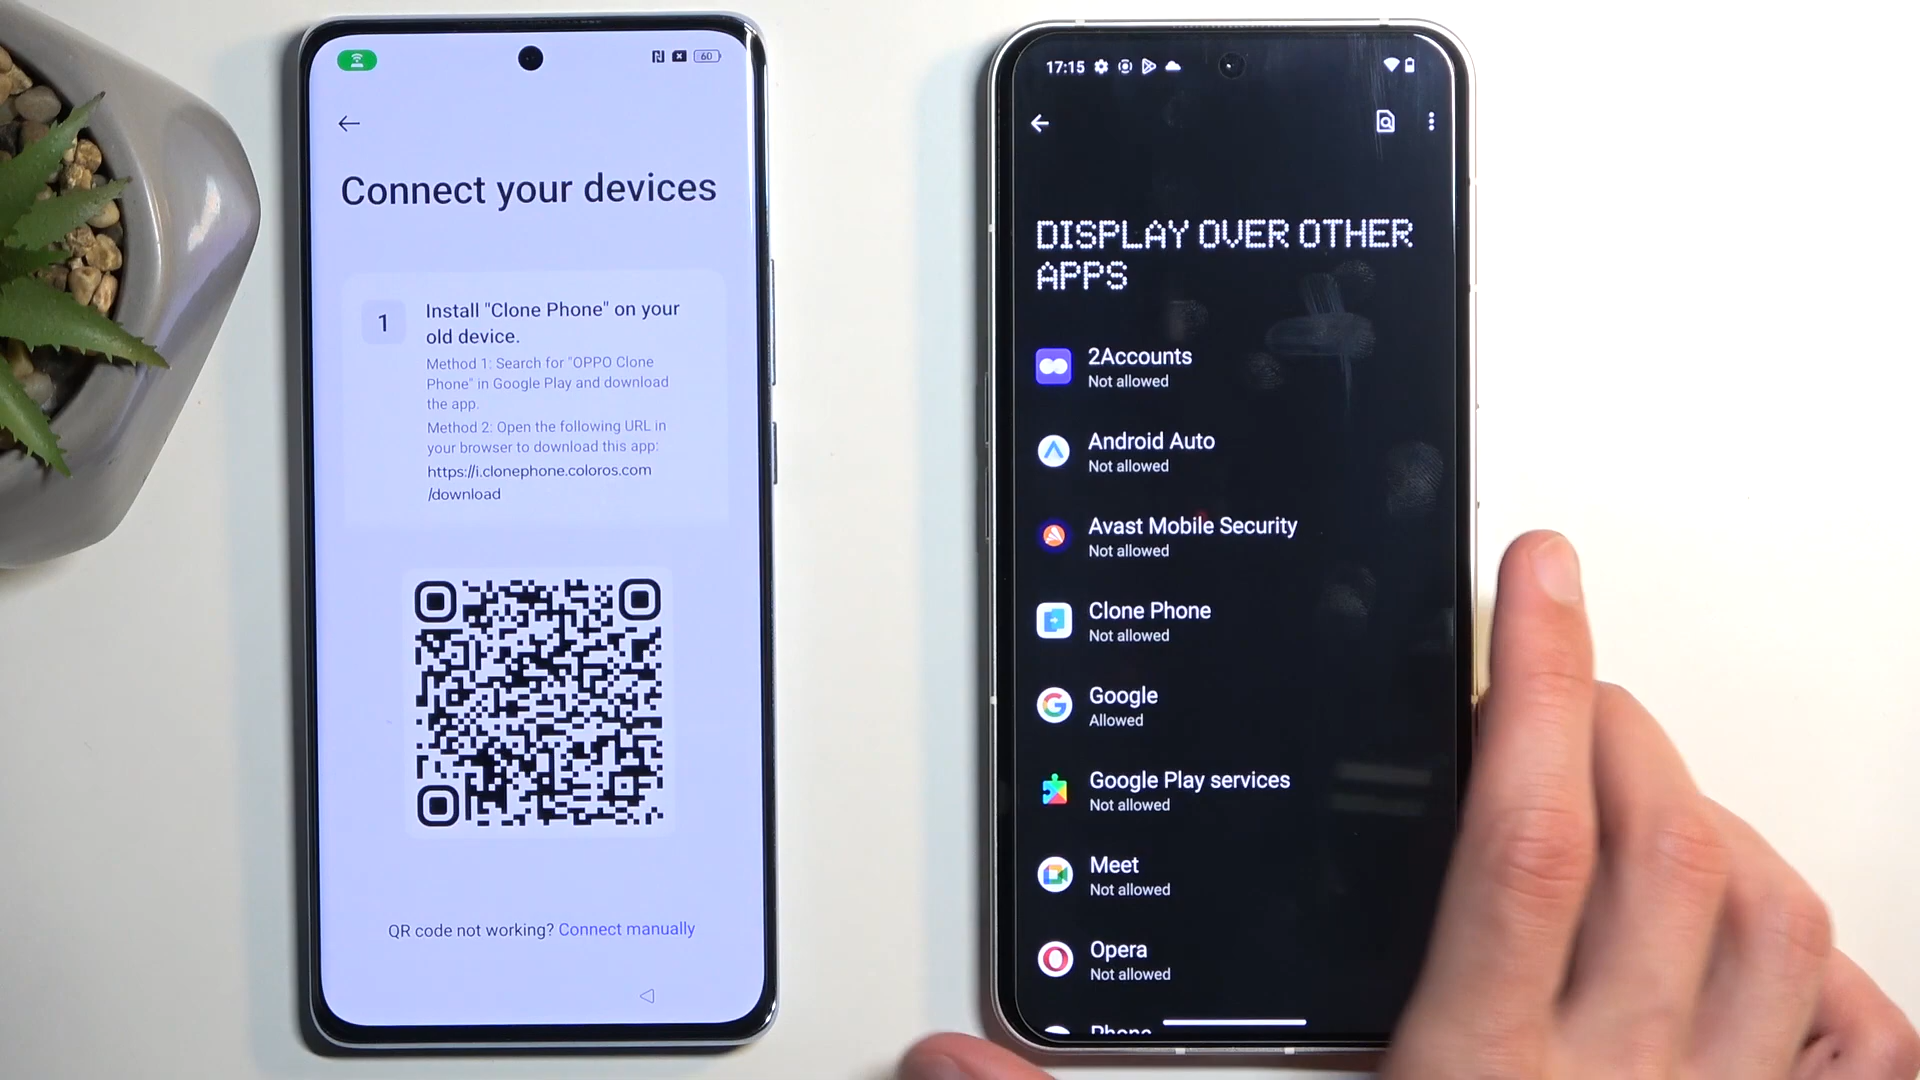 60
Connect your devices
1
Install "Clone Phone" on your
old device.
Method 1: Search for "OPPO Clone
Phone" in Google Play and download
the app.
Method 2: Open the following URL in
your browser to download this app:
https://i.clonephone.coloros.com
/download
QR code not working? Connect manually
17:15
DISPLAY OVER OTHER
APPS
2Accounts
Not allowed
Android Auto
Not allowed
Avast Mobile Security
Not allowed
Clone Phone
Not allowed
Google
Allowed
Google Play services
Not allowed
Meet
Not allowed
Opera
Not allowed
Phone